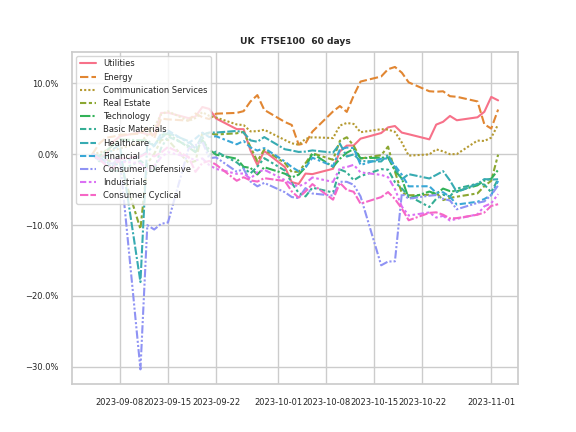 UK FTSE100 60 days
Utilities
Energy
Communication Services
Real Estate
Technology
Basic Materials
Healthcare
Financial
Consumer Defensive
Industrials
Consumer Cyclical
10.0%
0.0%
−10.0%
−20.0%
−30.0%
2023-09-08 2023-09-15 2023-09-22 2023-10-01 2023-10-08 2023-10-15 2023-10-22 2023-11-01